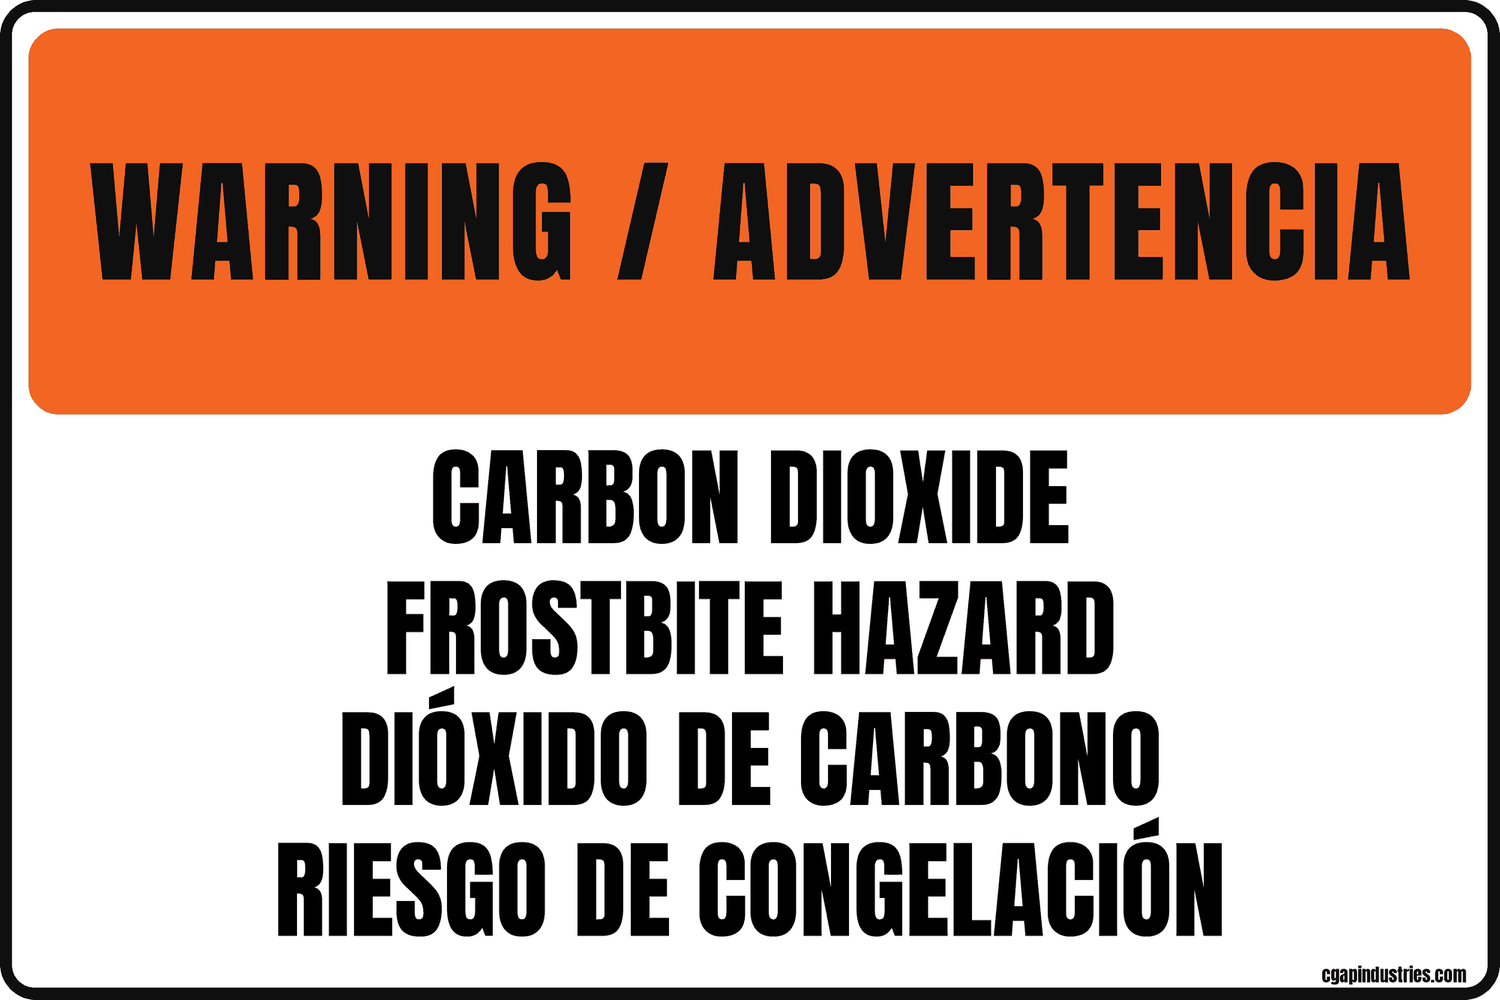 WARNING / ADVERTENCIA
CARBON DIOXIDE
FROSTBITE HAZARD
DIÓXIDO DE CARBONO
RIESGO DE CONGELACIÓN
cgapindustries.com